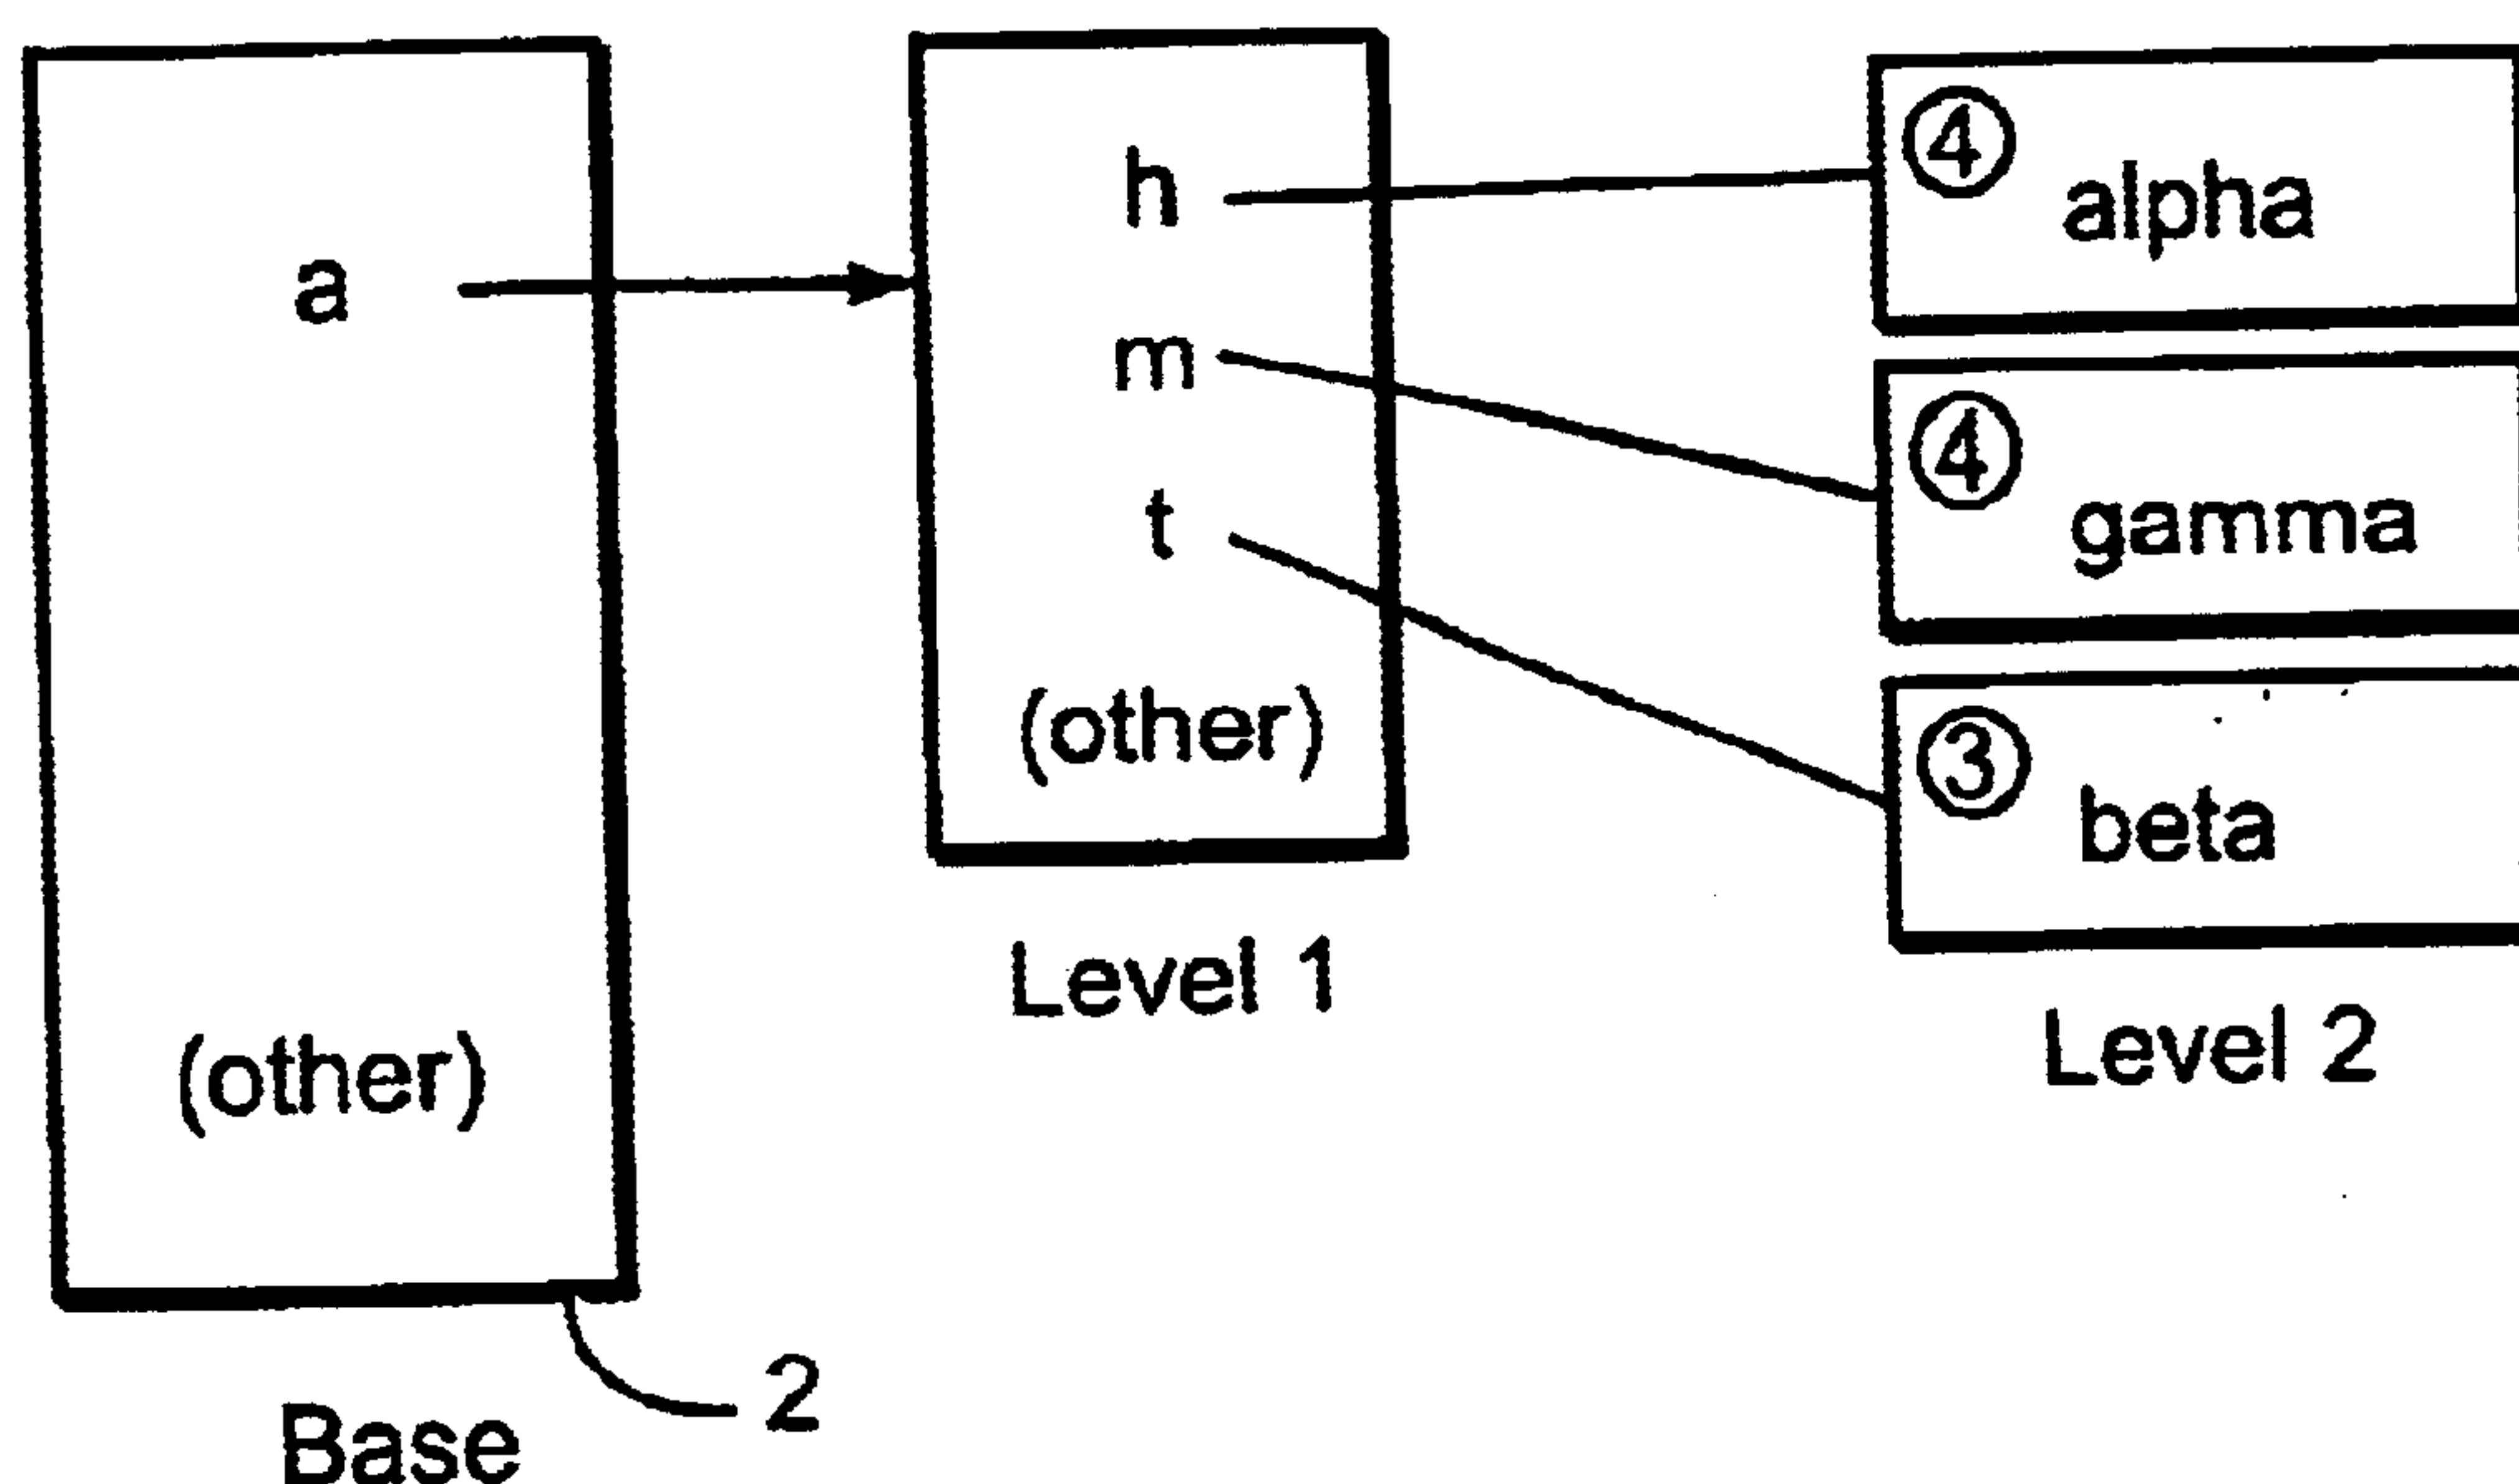 a
(other)
2
Base
h
m
t
(other)
Level 1
4
alpha
4
gamma
3
beta
Level 2